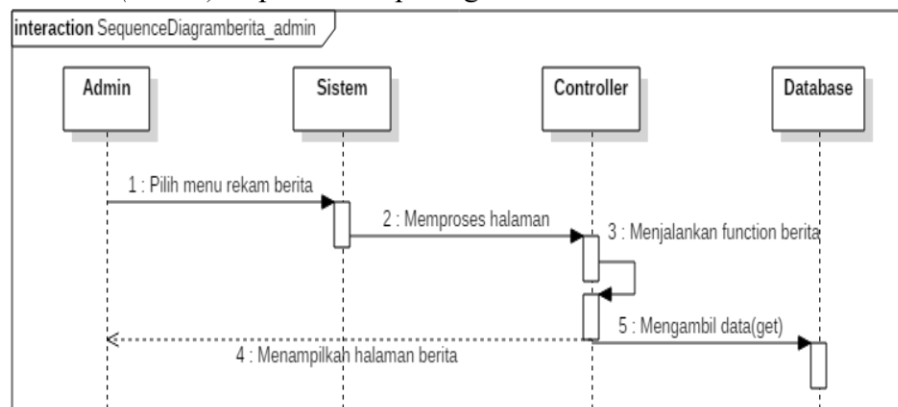 interaction SequenceDiagramberita_admin
Admin
Sistem
Controller
Database
1 : Pilih menu rekam berita
2 : Memproses halaman
3 : Menjalankan function berita
5 : Mengambil data(get)
4 : Menampilkan halaman berita